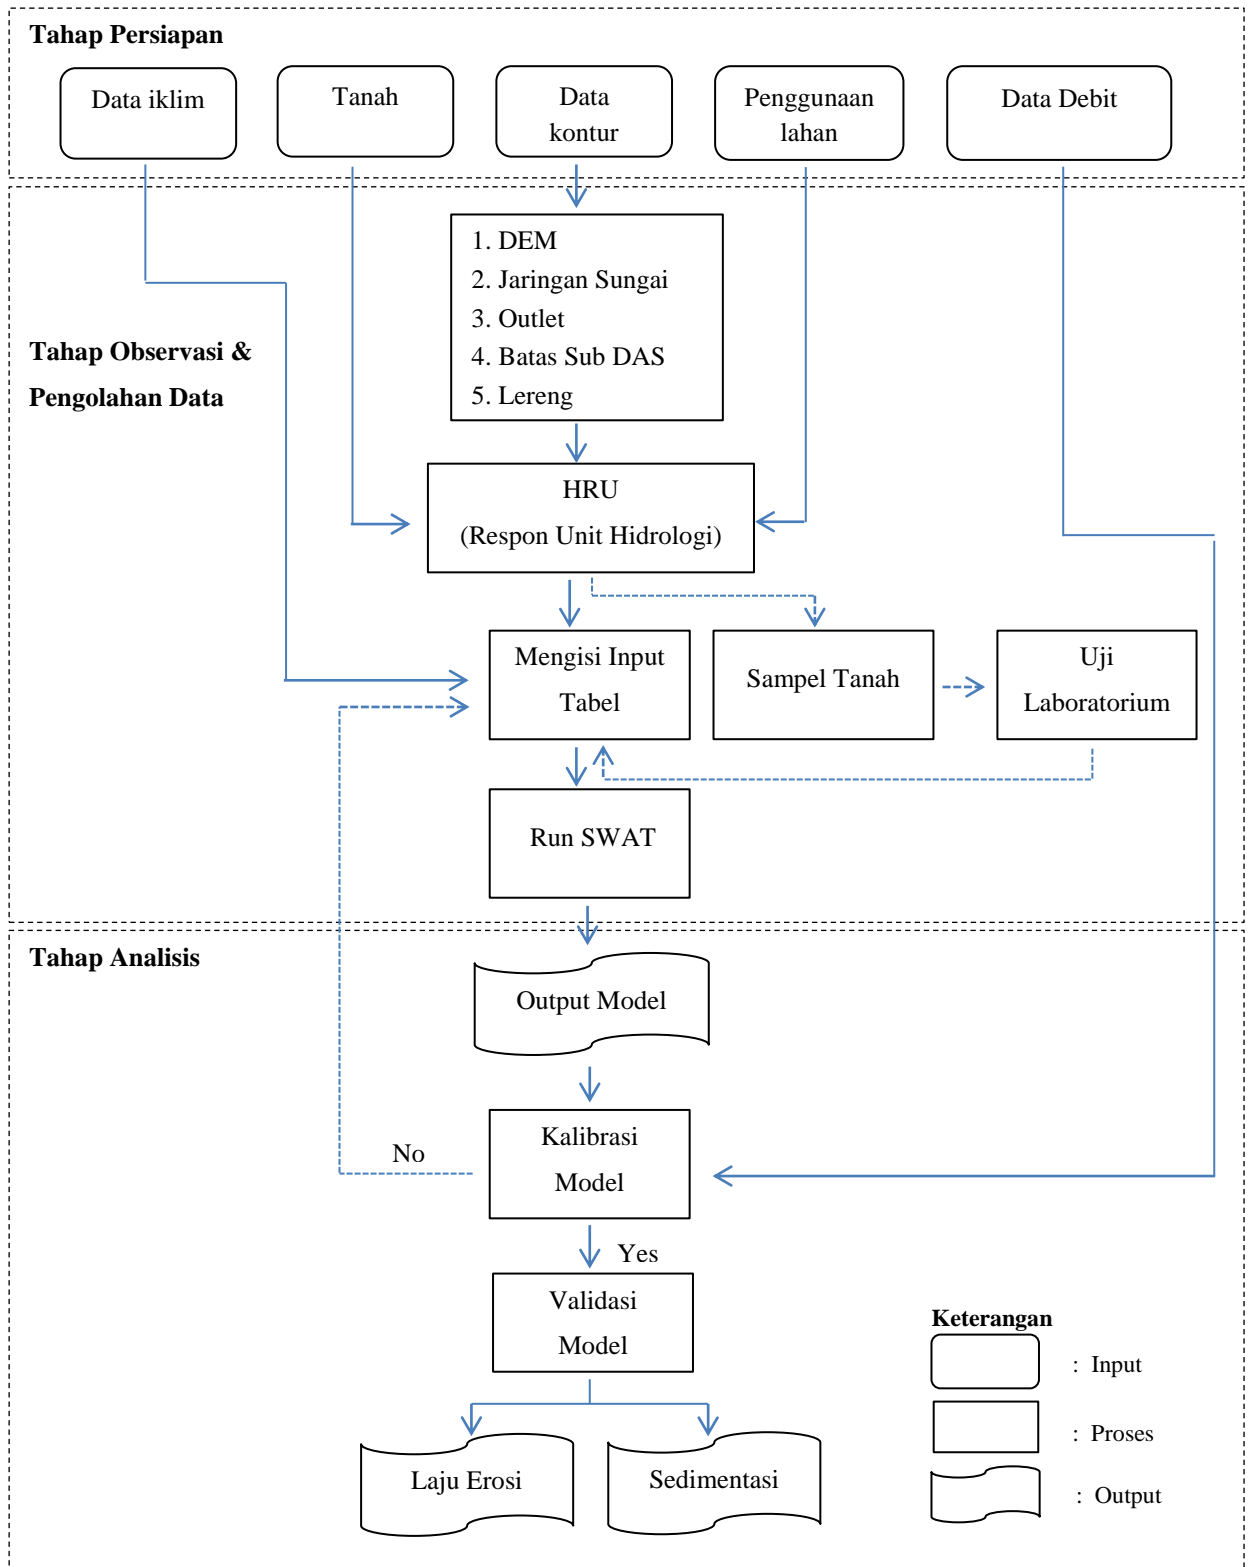 Tahap Persiapan
Data iklim
Tanah
Data
kontur
Penggunaan
lahan
Data Debit
1. DEM
2. Jaringan Sungai
3. Outlet
4. Batas Sub DAS
5. Lereng
Tahap Observasi &
Pengolahan Data
HRU
(Respon Unit Hidrologi)
Mengisi Input
Tabel
Sampel Tanah
Uji
Laboratorium
Run SWAT
Tahap Analisis
Output Model
Kalibrasi
Model
No
Yes
Validasi
Model
Laju Erosi
Sedimentasi
Keterangan
: Input
: Proses
: Output